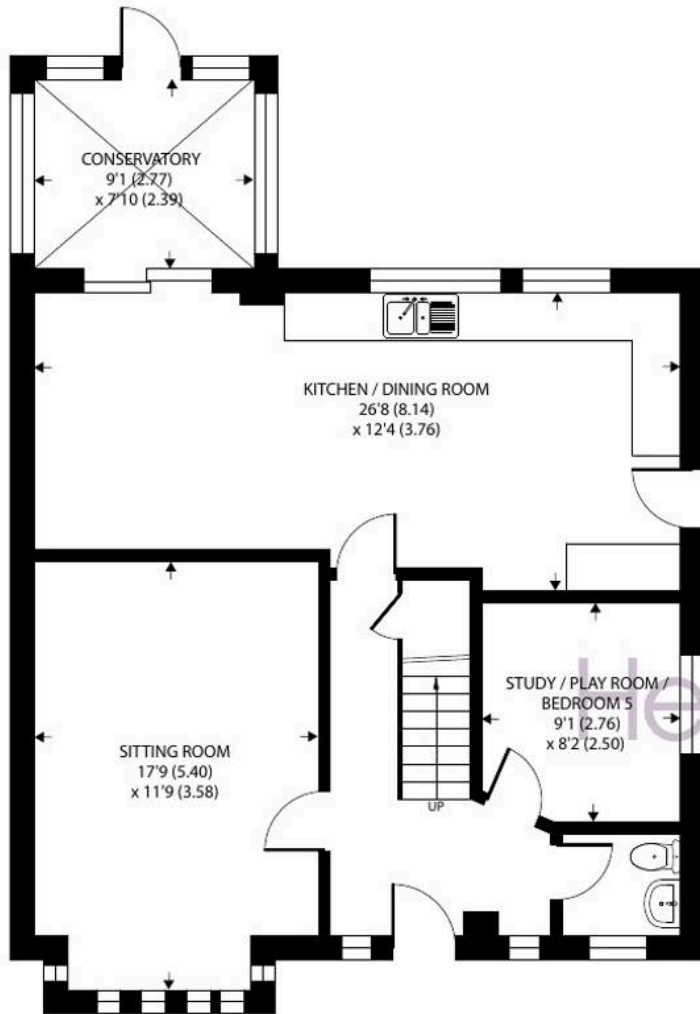 CONSERVATORY
9'1 (2.77)
x 7'10 (2.39)
KITCHEN / DINING ROOM
26'8 (8.14)
x 12'4 (3.76)
STUDY / PLAY ROOM /
BEDROOM 5
9'1 (2.76)
x 8'2 (2.50)
SITTING ROOM
17'9 (5.40)
x 11'9 (3.58)
UP
He